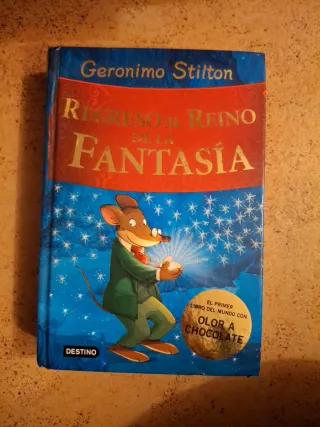 Geronimo Stilton
REGRESO AL REINO
DE LA
FANTASÍA
EL PRIMER
LIBRO DEL MUNDO CON
OLOR A
CHOCOLATE
DESTINO